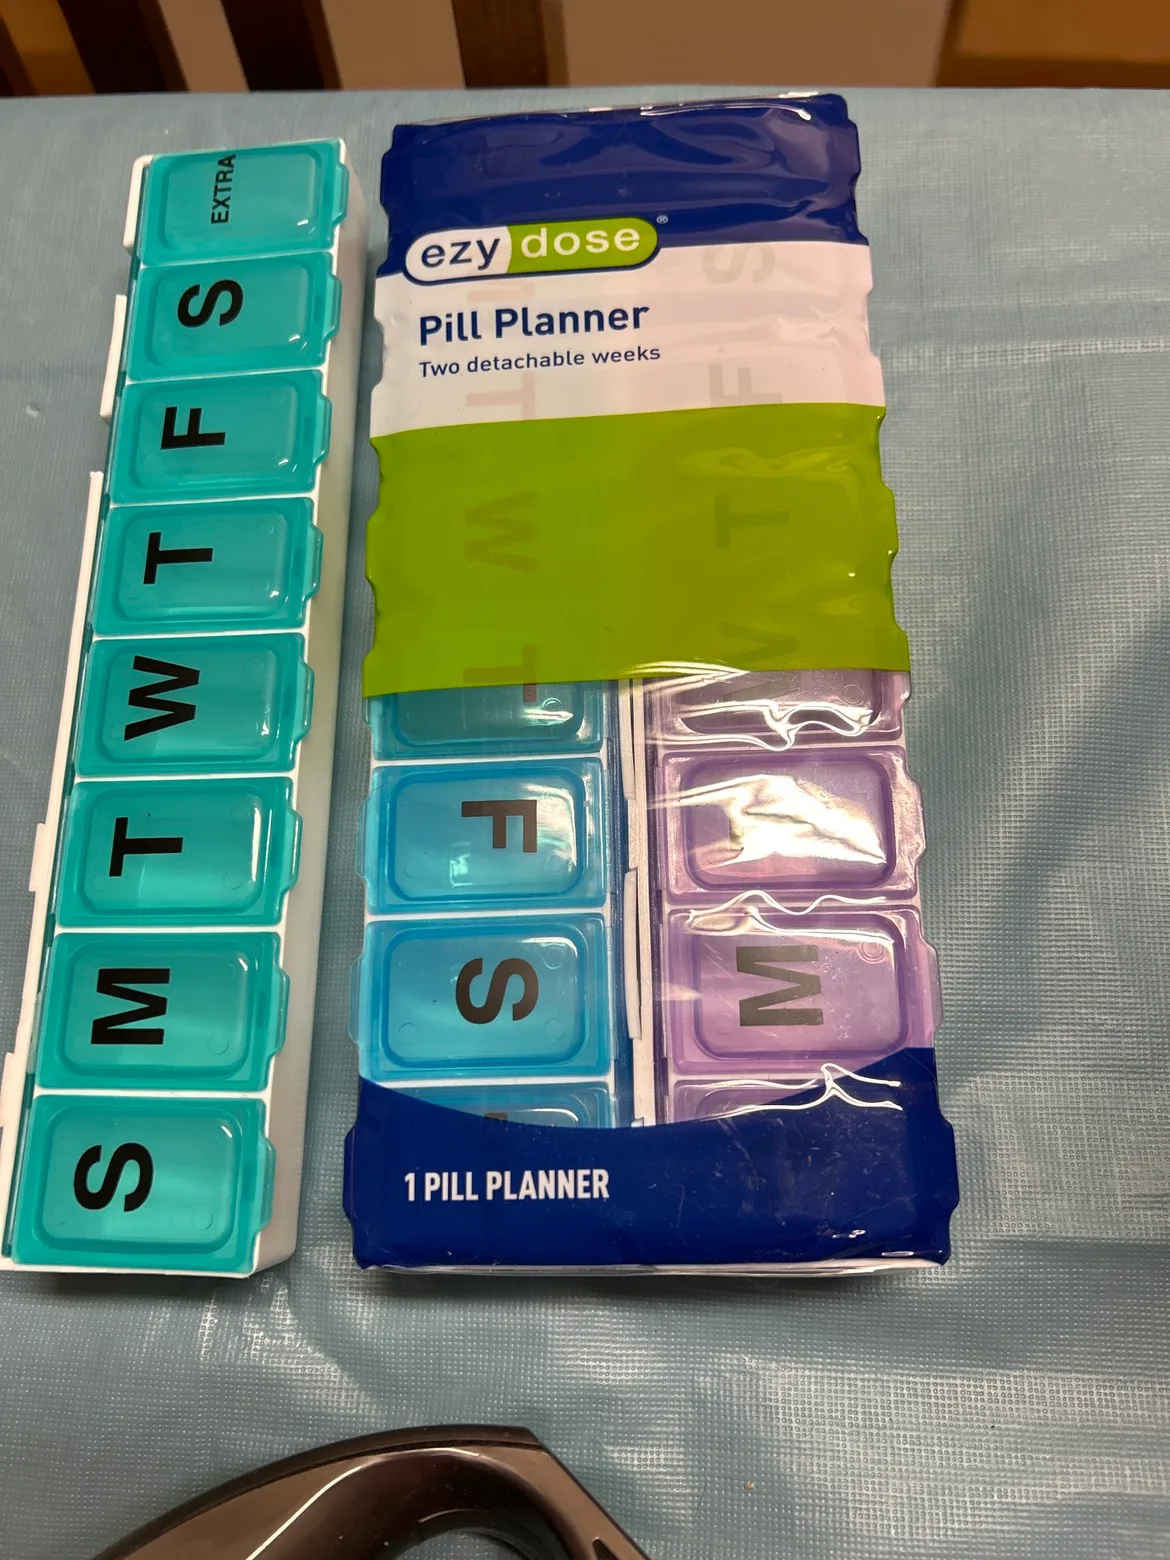 EXTRA
S
F
T
W
T
M
S
ezy dose®
Pill Planner
Two detachable weeks
S
F
T
W
M
T
W
T
F
S
1 PILL PLANNER